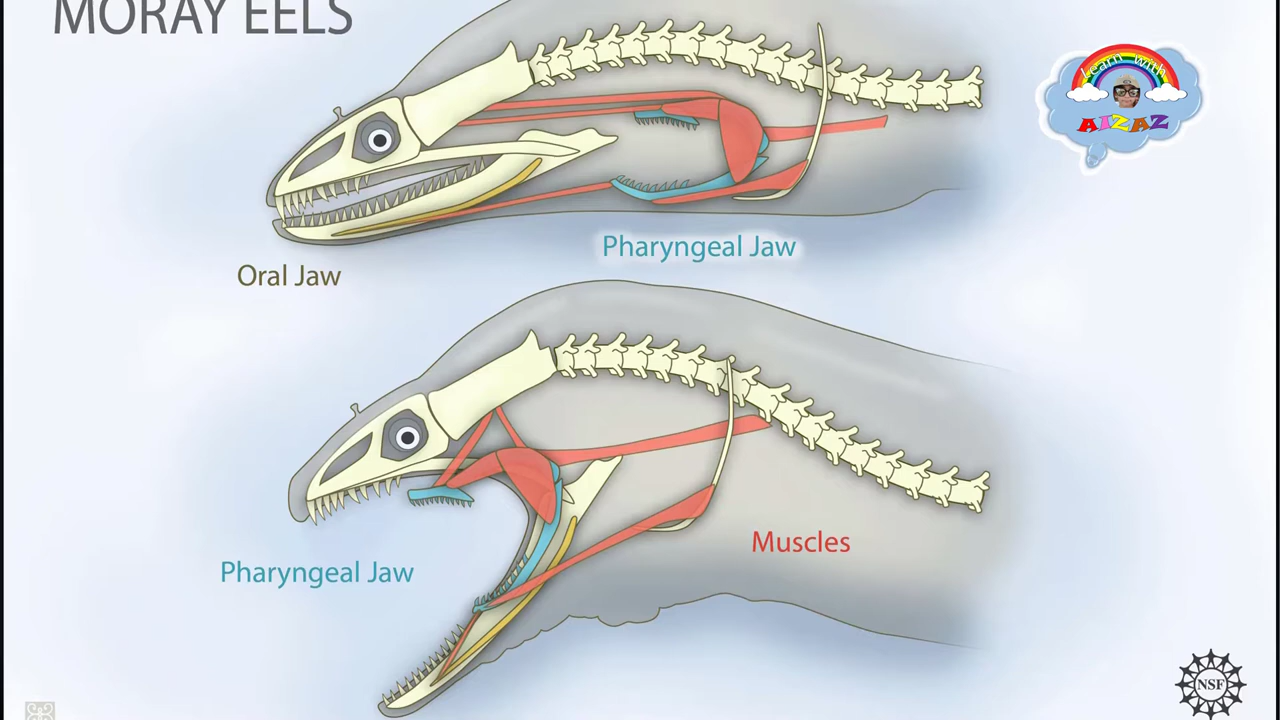 MORAY EELS
Learn with
AIZAZ
Pharyngeal Jaw
Oral Jaw
Muscles
Pharyngeal Jaw
NSF